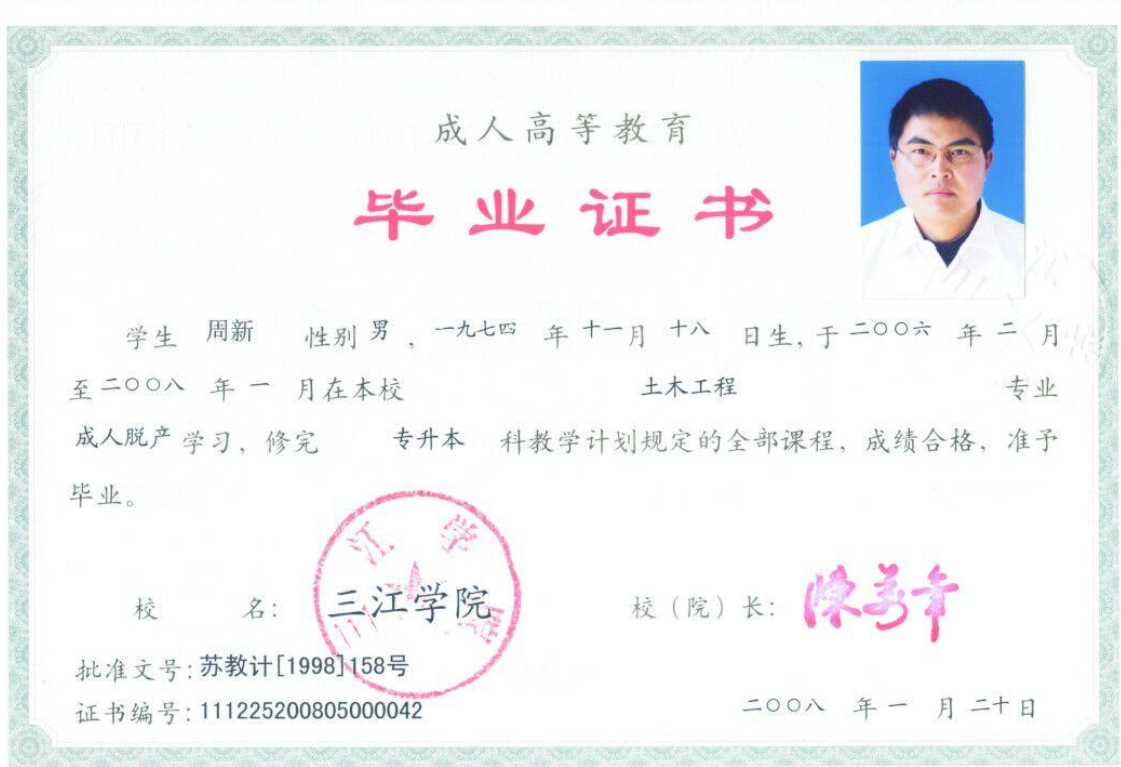 成人高等教育
毕业证书
学生 周新 性别 男 , 一九七四 年 十一月 十八 日生, 于 二〇〇六 年 二 月
至 二〇〇八 年 一 月在本校 土木工程 专业
成人脱产 学习, 修完 专升本 科教学计划规定的全部课程, 成绩合格, 准予
毕业。
校 名: 三江学院 校 (院) 长: 陳萬年
批准文号: 苏教计[1998]158号
证书编号: 111225200805000042 二〇〇八 年 一 月 二十 日